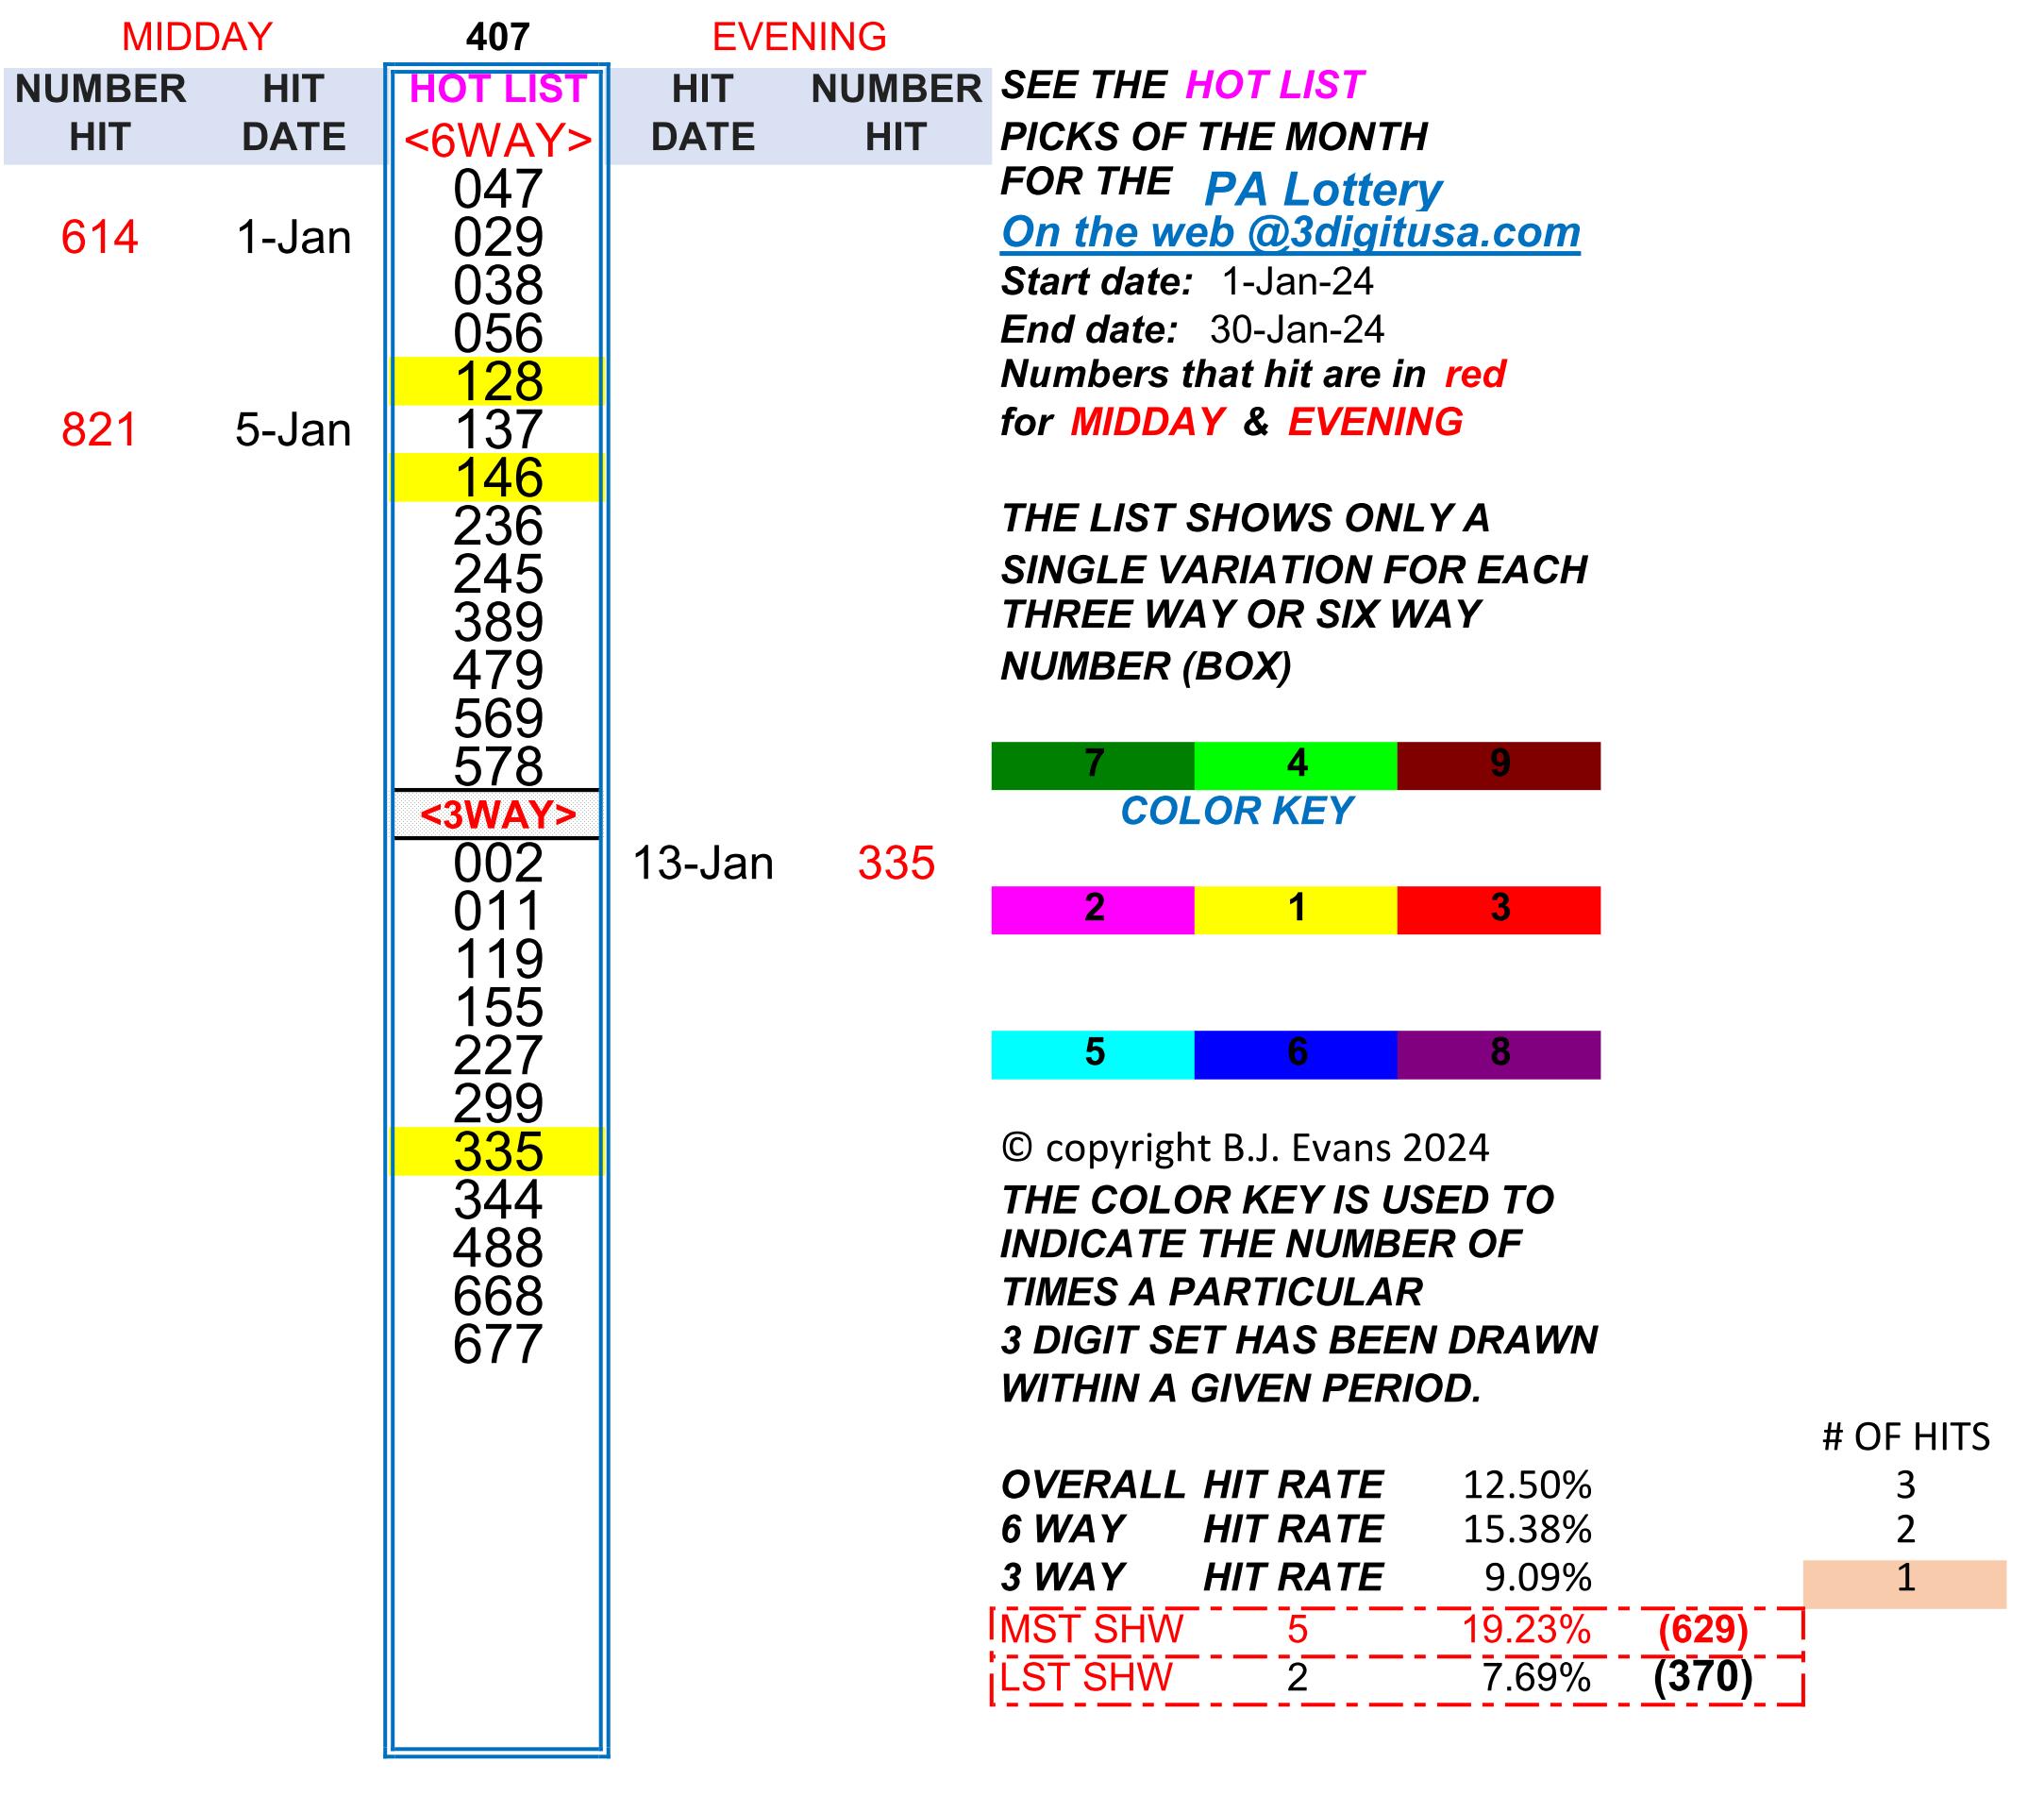 MIDDAY 407 EVENING
NUMBER HIT HOT LIST HIT NUMBER SEE THE HOT LIST
HIT DATE <6WAY> DATE HIT PICKS OF THE MONTH
047 FOR THE PA Lottery
614 1-Jan 029 On the web @3digitusa.com
038 Start date: 1-Jan-24
056 End date: 30-Jan-24
128 Numbers that hit are in red
821 5-Jan 137 for MIDDAY & EVENING
146
236 THE LIST SHOWS ONLY A
245 SINGLE VARIATION FOR EACH
389 THREE WAY OR SIX WAY
479 NUMBER (BOX)
569
578 7 4 9
<3WAY> COLOR KEY
002 13-Jan 335
011 2 1 3
119
155
227 5 6 8
299
335 © copyright B.J. Evans 2024
344 THE COLOR KEY IS USED TO
488 INDICATE THE NUMBER OF
668 TIMES A PARTICULAR
677 3 DIGIT SET HAS BEEN DRAWN
WITHIN A GIVEN PERIOD.
# OF HITS
OVERALL HIT RATE 12.50% 3
6 WAY HIT RATE 15.38% 2
3 WAY HIT RATE 9.09% 1
MST SHW 5 19.23% (629)
LST SHW 2 7.69% (370)